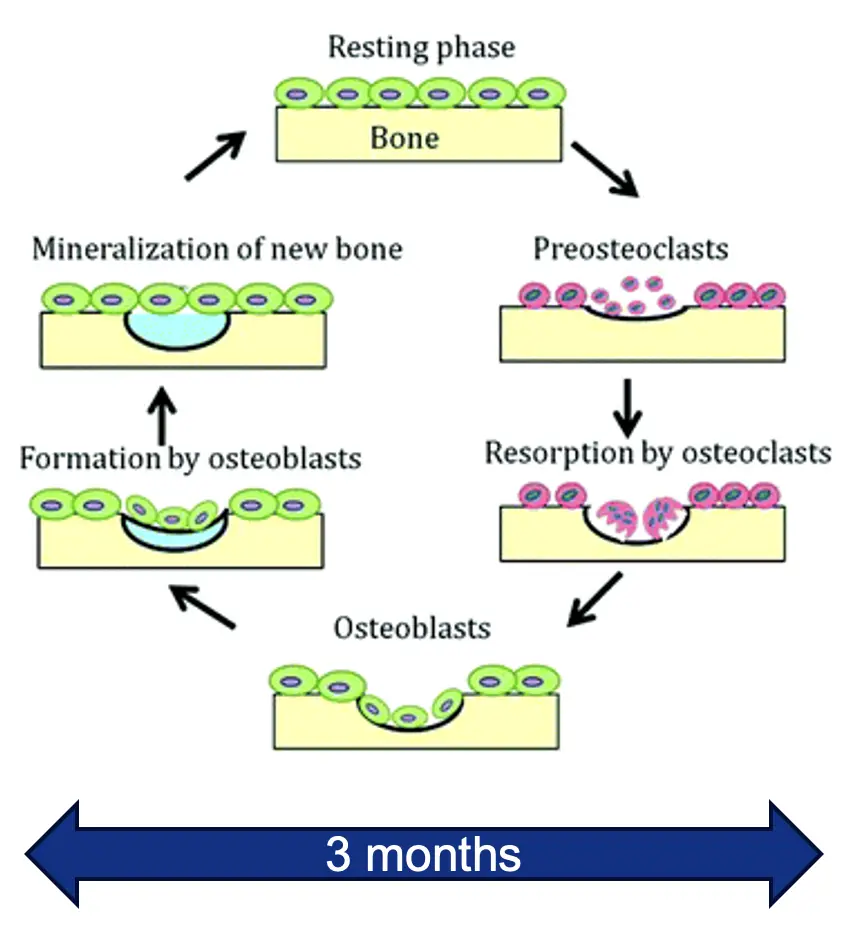 Resting phase
Bone
Mineralization of new bone
Preosteoclasts
Formation by osteoblasts
Resorption by osteoclasts
Osteoblasts
3 months